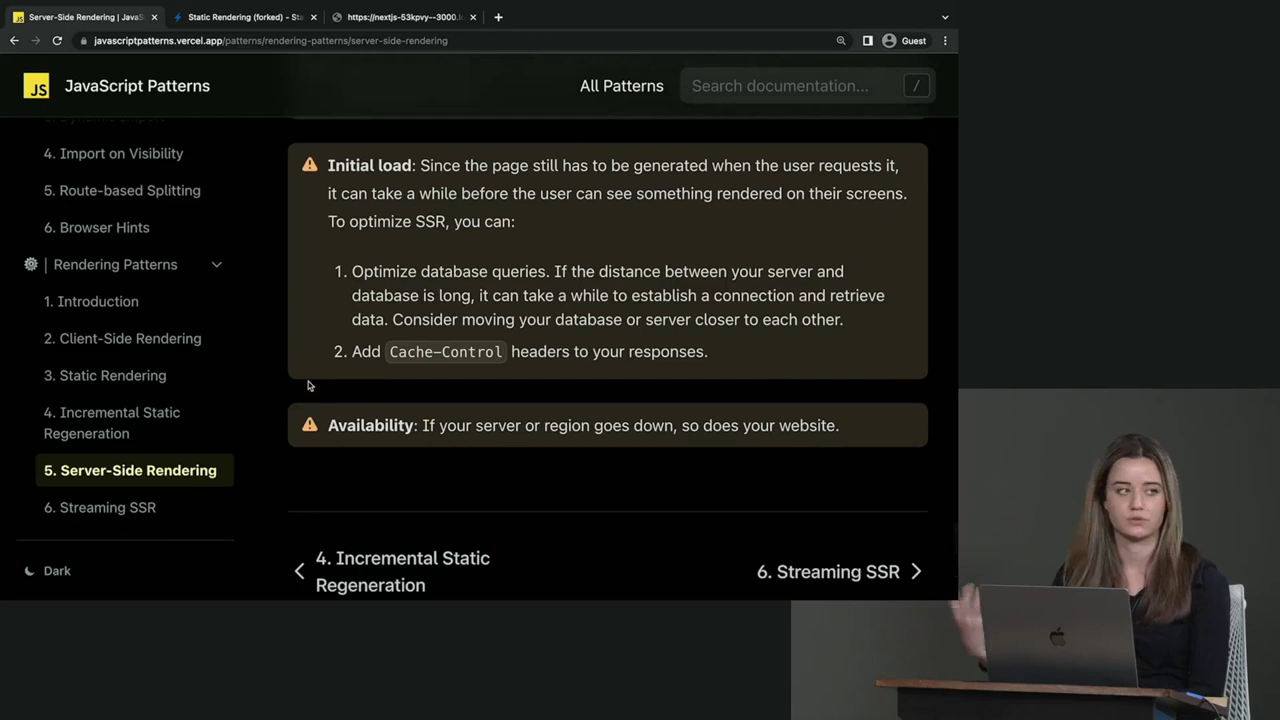 Server-Side Rendering | JavaS
Static Rendering (forked) - Sta
https://nextjs-53kpvy--3000.l
javascriptpatterns.vercel.app/patterns/rendering-patterns/server-side-rendering
Guest
JS
JavaScript Patterns
All Patterns
Search documentation...
/
3. Dynamic Import
4. Import on Visibility
5. Route-based Splitting
6. Browser Hints
| Rendering Patterns
1. Introduction
2. Client-Side Rendering
3. Static Rendering
4. Incremental Static
Regeneration
5. Server-Side Rendering
6. Streaming SSR
Dark
Initial load: Since the page still has to be generated when the user requests it,
it can take a while before the user can see something rendered on their screens.
To optimize SSR, you can:
1. Optimize database queries. If the distance between your server and
database is long, it can take a while to establish a connection and retrieve
data. Consider moving your database or server closer to each other.
2. Add Cache-Control headers to your responses.
Availability: If your server or region goes down, so does your website.
4. Incremental Static
Regeneration
6. Streaming SSR